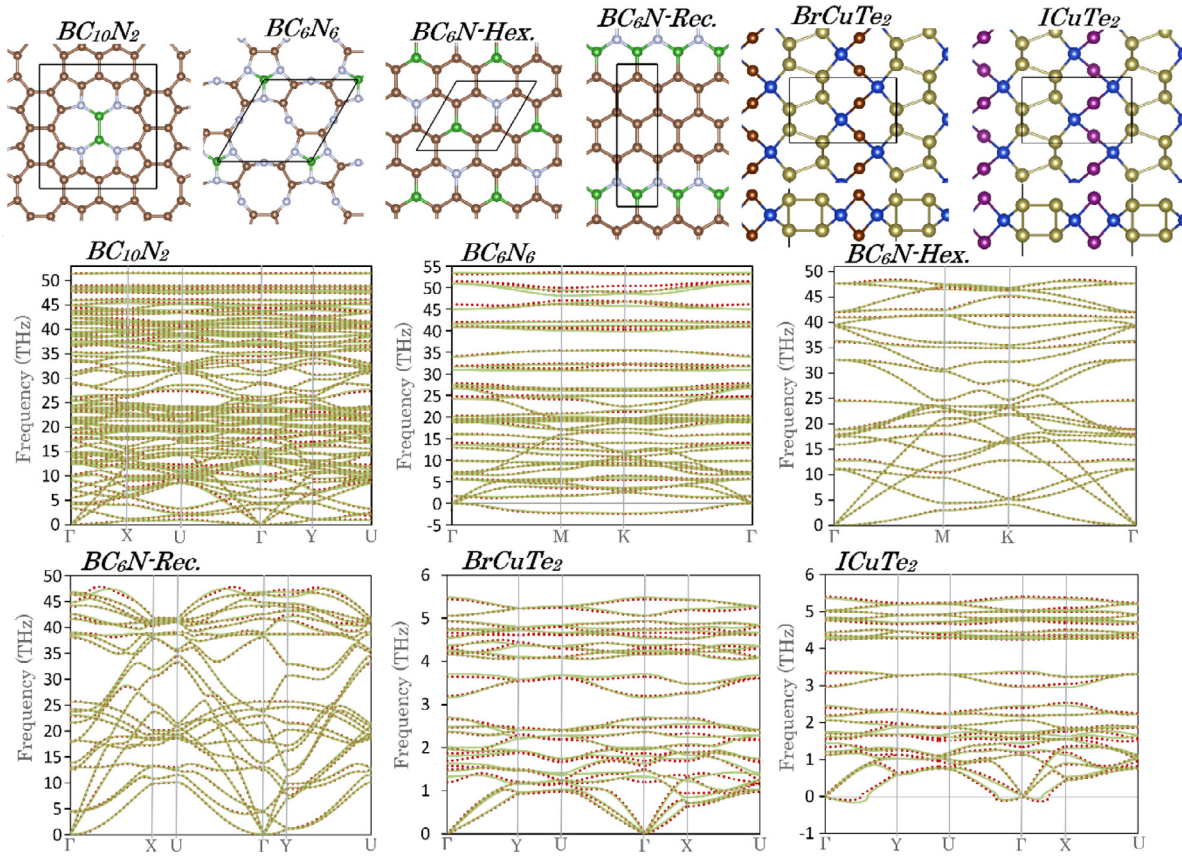 BC10N2
BC6N6
BC6N-Hex.
BC6N-Rec.
BrCuTe2
ICuTe2
BC10N2
BC6N6
BC6N-Hex.
Frequency (THz)
50
45
40
35
30
25
20
15
10
5
0
Γ X U Γ Y U
Frequency (THz)
55
50
45
40
35
30
25
20
15
10
5
0
-5
Γ M K Γ
Frequency (THz)
50
45
40
35
30
25
20
15
10
5
0
Γ M K Γ
BC6N-Rec.
BrCuTe2
ICuTe2
Frequency (THz)
50
45
40
35
30
25
20
15
10
5
0
Γ X U Γ Y U
Frequency (THz)
6
5
4
3
2
1
0
Γ Y U Γ X U
Frequency (THz)
6
5
4
3
2
1
0
-1
Γ Y U Γ X U